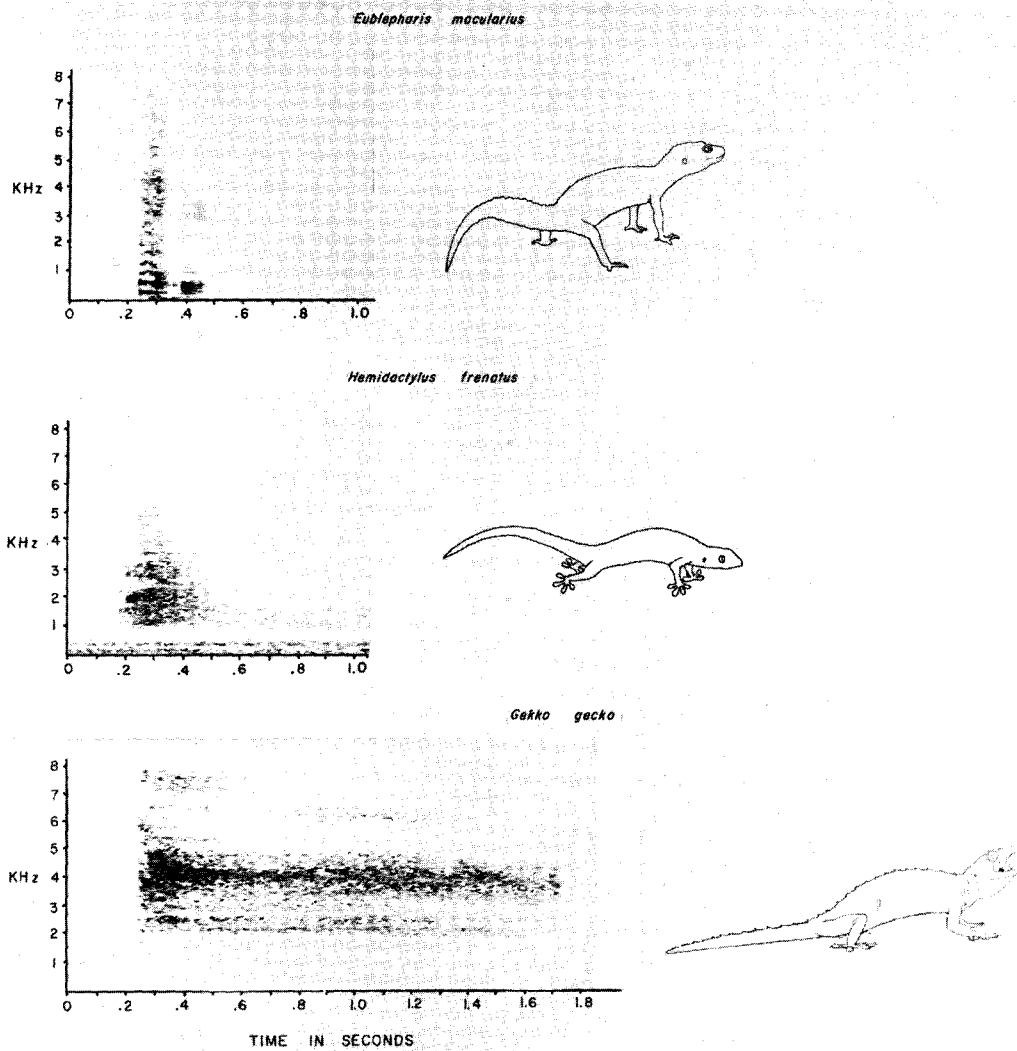 Eublepharis macularius
8
7
6
5
KHz 4
3
2
1
0 .2 .4 .6 .8 1.0
Hemidactylus frenatus
8
7
6
5
KHz 4
3
2
1
0 .2 .4 .6 .8 1.0
Gekko gecko
8
7
6
5
KHz 4
3
2
1
0 .2 .4 .6 .8 1.0 1.2 1.4 1.6 1.8
TIME IN SECONDS